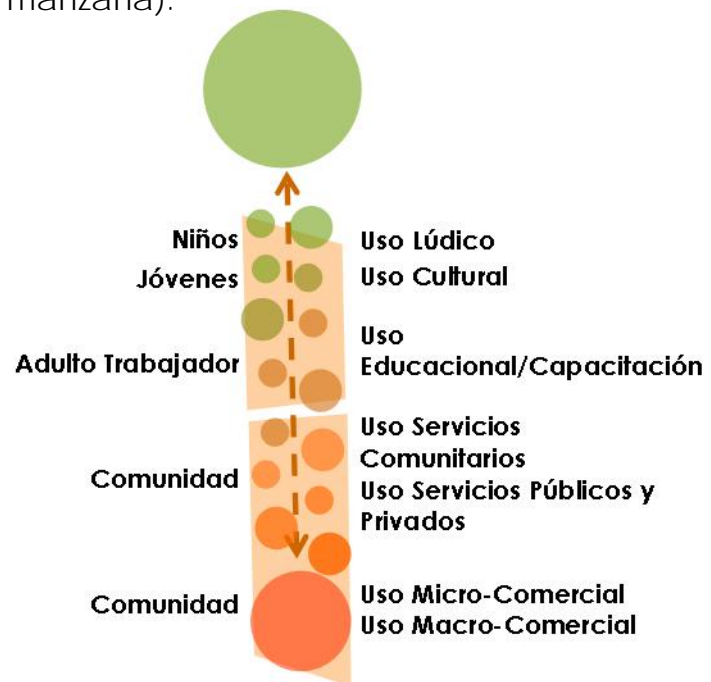 manzana).
Niños
Uso Lúdico
Jóvenes
Uso Cultural
Adulto Trabajador
Uso
Educacional/Capacitación
Comunidad
Uso Servicios
Comunitarios
Uso Servicios Públicos y
Privados
Comunidad
Uso Micro-Comercial
Uso Macro-Comercial